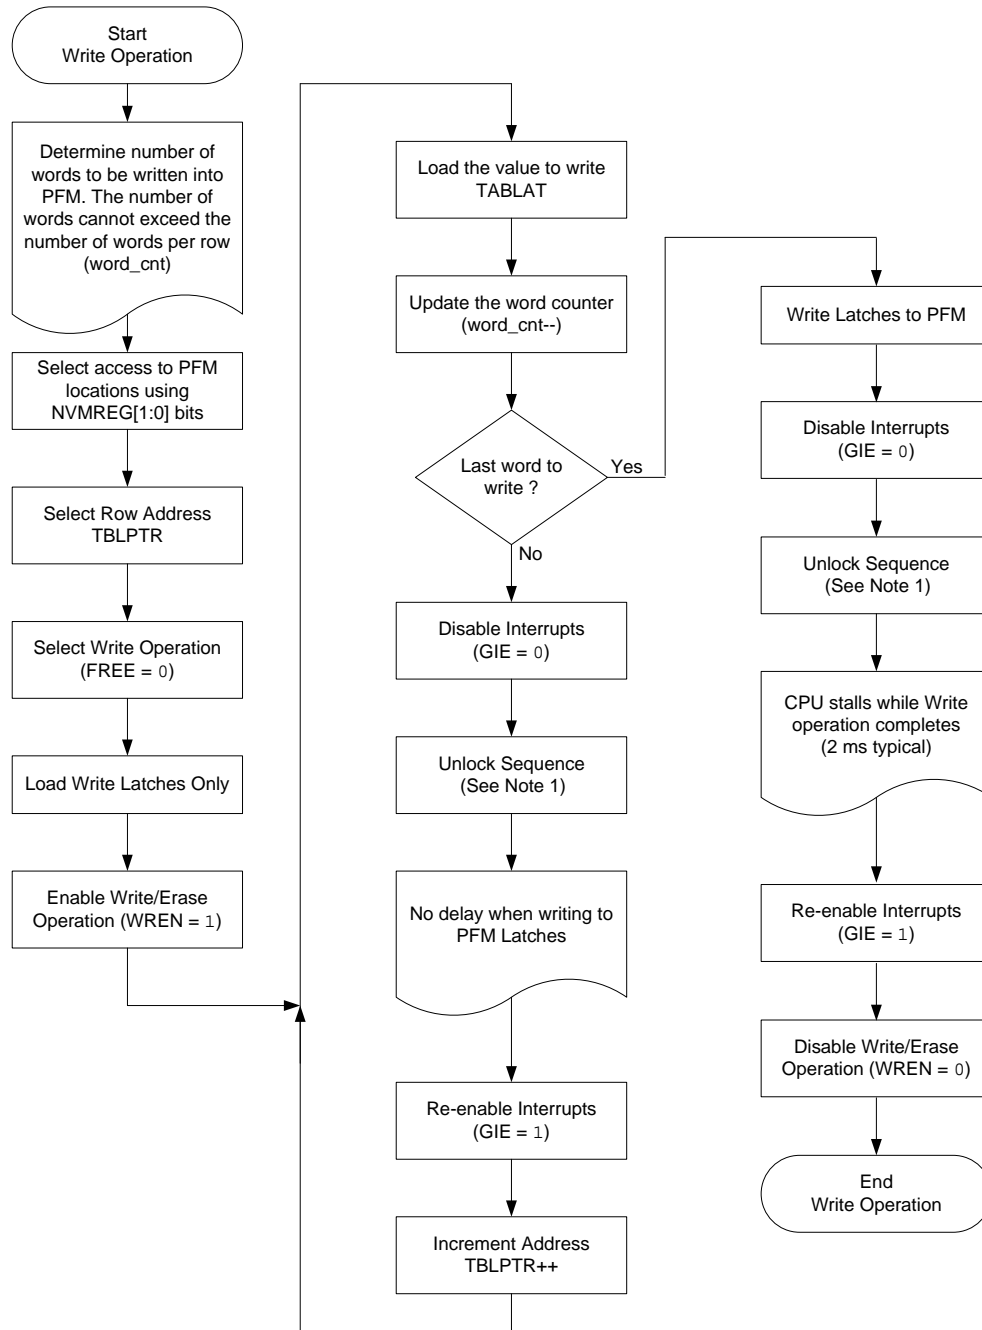 Start
Write Operation
Determine number of
words to be written into
PFM. The number of
words cannot exceed the
number of words per row
(word_cnt)
Select access to PFM
locations using
NVMREG[1:0] bits
Select Row Address
TBLPTR
Select Write Operation
(FREE = 0)
Load Write Latches Only
Enable Write/Erase
Operation (WREN = 1)
Load the value to write
TABLAT
Update the word counter
(word_cnt--)
Last word to
write ?
Yes
No
Disable Interrupts
(GIE = 0)
Unlock Sequence
(See Note 1)
No delay when writing to
PFM Latches
Re-enable Interrupts
(GIE = 1)
Increment Address
TBLPTR++
Write Latches to PFM
Disable Interrupts
(GIE = 0)
Unlock Sequence
(See Note 1)
CPU stalls while Write
operation completes
(2 ms typical)
Re-enable Interrupts
(GIE = 1)
Disable Write/Erase
Operation (WREN = 0)
End
Write Operation